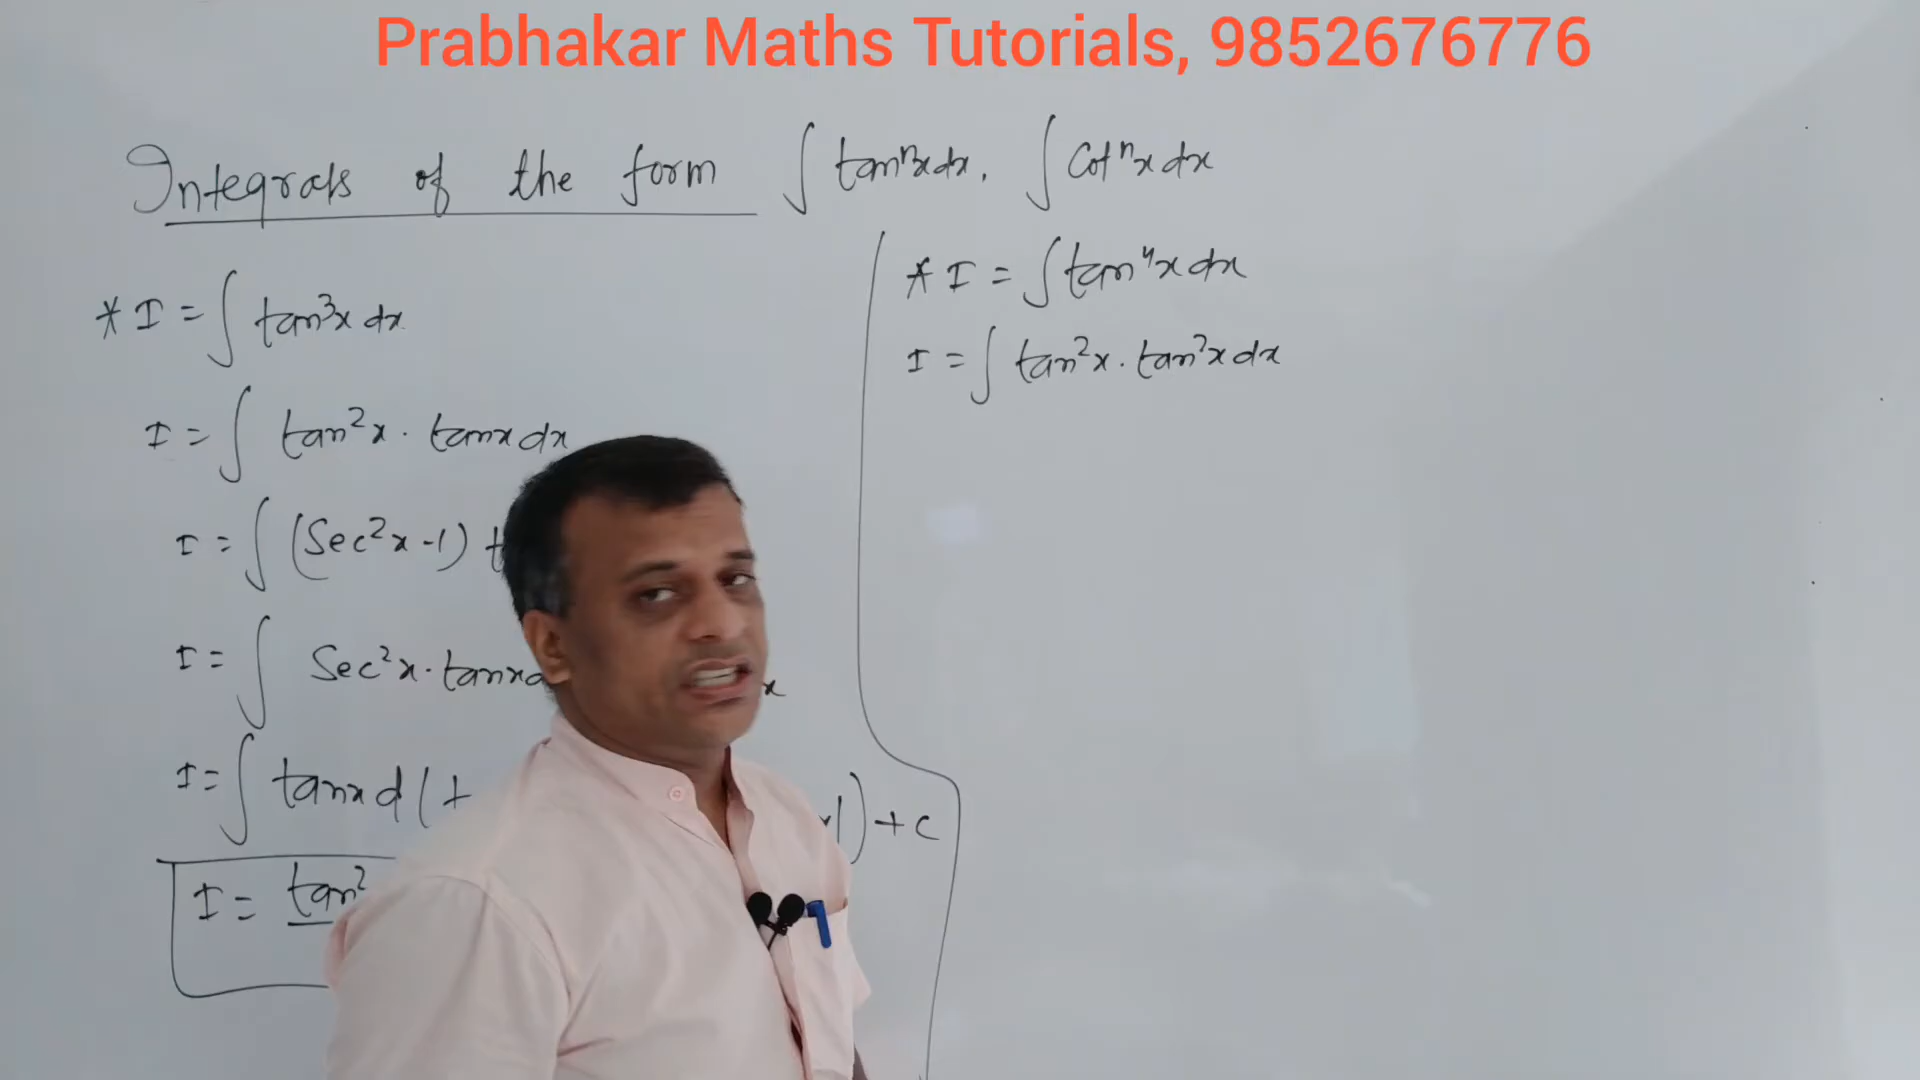 Prabhakar Maths Tutorials, 9852676776
Integrals of the form ∫ tanⁿx dx, ∫ Cotⁿx dx
* I = ∫ tan³x dx
I = ∫ tan²x . tanx dx
I = ∫ (Sec²x -1) t
I = ∫ Sec²x . tanx d x
I = ∫ tanx d ( t x|) + c
I = tan²
* I = ∫ tan⁴x dx
I = ∫ tan²x . tan²x dx